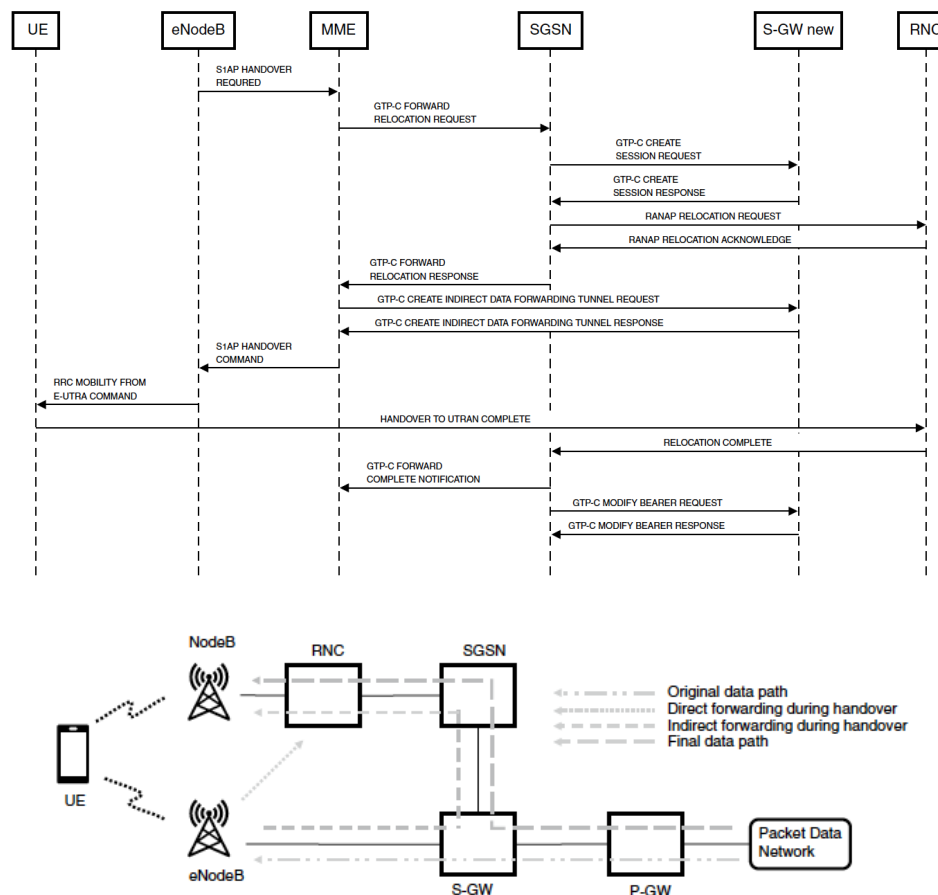 UE
eNodeB
MME
SGSN
S-GW new
RNC
S1AP HANDOVER
REQUIRED
GTP-C FORWARD
RELOCATION REQUEST
GTP-C CREATE
SESSION REQUEST
GTP-C CREATE
SESSION RESPONSE
RANAP RELOCATION REQUEST
RANAP RELOCATION ACKNOWLEDGE
GTP-C FORWARD
RELOCATION RESPONSE
GTP-C CREATE INDIRECT DATA FORWARDING TUNNEL REQUEST
GTP-C CREATE INDIRECT DATA FORWARDING TUNNEL RESPONSE
S1AP HANDOVER
COMMAND
RRC MOBILITY FROM
E-UTRA COMMAND
HANDOVER TO UTRAN COMPLETE
RELOCATION COMPLETE
GTP-C FORWARD
COMPLETE NOTIFICATION
GTP-C MODIFY BEARER REQUEST
GTP-C MODIFY BEARER RESPONSE
NodeB
RNC
SGSN
Original data path
Direct forwarding during handover
Indirect forwarding during handover
Final data path
UE
eNodeB
S-GW
P-GW
Packet Data
Network